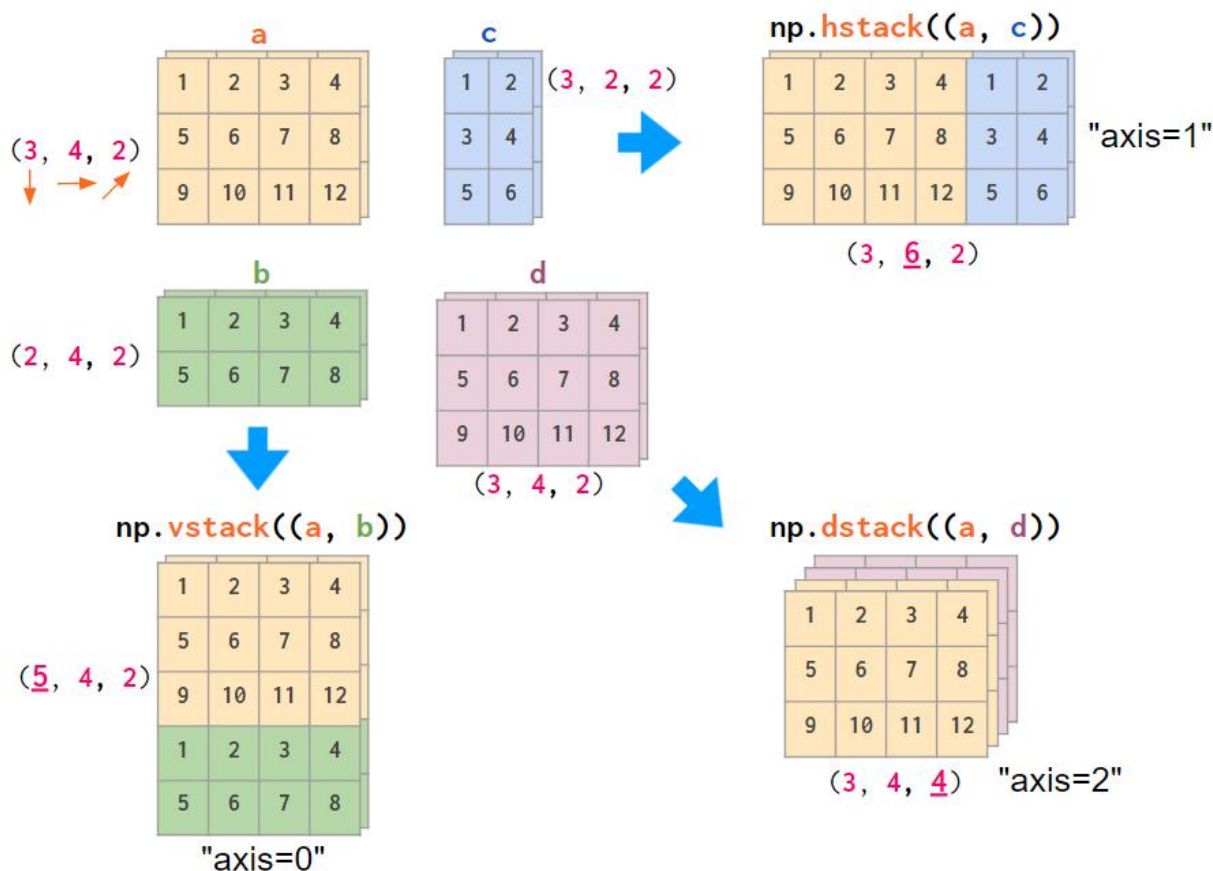 a
1 2 3 4
5 6 7 8
9 10 11 12
(3, 4, 2)
c
1 2
3 4
5 6
(3, 2, 2)
np.hstack((a, c))
1 2 3 4 1 2
5 6 7 8 3 4
9 10 11 12 5 6
"axis=1"
(3, 6, 2)
b
1 2 3 4
5 6 7 8
(2, 4, 2)
d
1 2 3 4
5 6 7 8
9 10 11 12
(3, 4, 2)
np.vstack((a, b))
1 2 3 4
5 6 7 8
9 10 11 12
1 2 3 4
5 6 7 8
(5, 4, 2)
"axis=0"
np.dstack((a, d))
1 2 3 4
5 6 7 8
9 10 11 12
(3, 4, 4)
"axis=2"